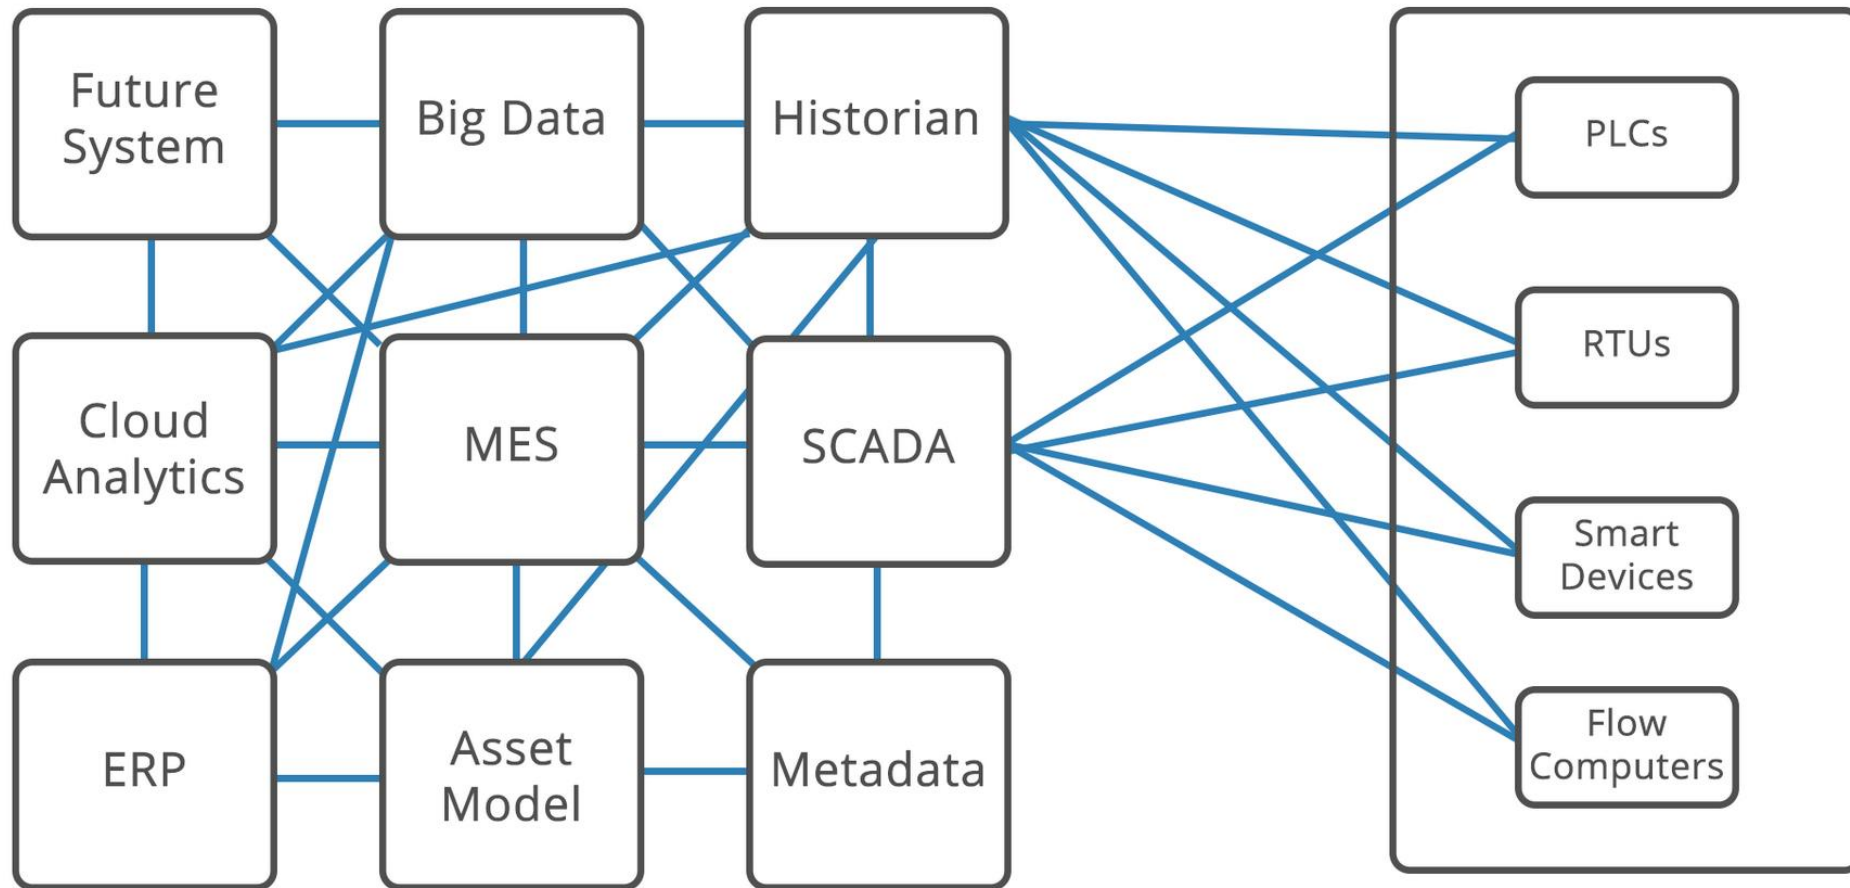 Future
System
Big Data
Historian
Cloud
Analytics
MES
SCADA
ERP
Asset
Model
Metadata
PLCs
RTUs
Smart
Devices
Flow
Computers